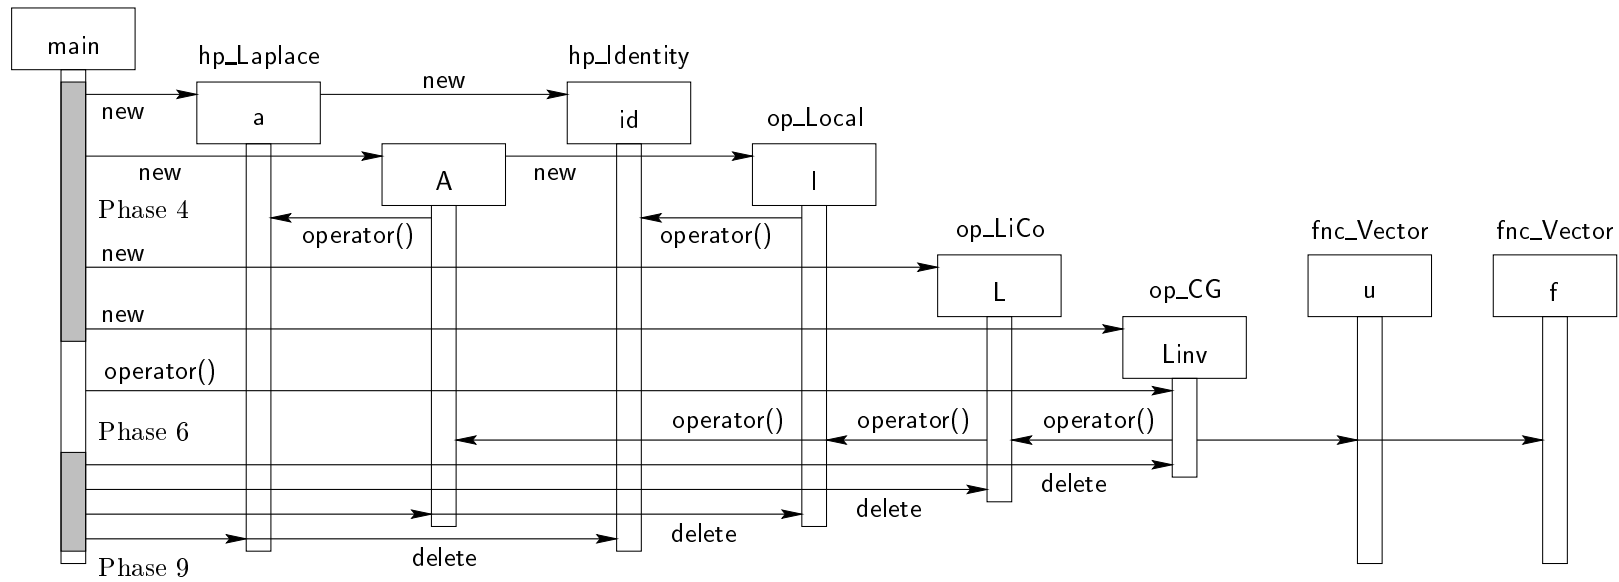 main
hp_Laplace
hp_Identity
new
new
a
id
op_Local
new
A
new
I
Phase 4
operator()
operator()
op_LiCo
fnc_Vector
fnc_Vector
new
L
u
f
op_CG
new
Linv
operator()
operator()
operator()
operator()
Phase 6
delete
delete
delete
delete
Phase 9